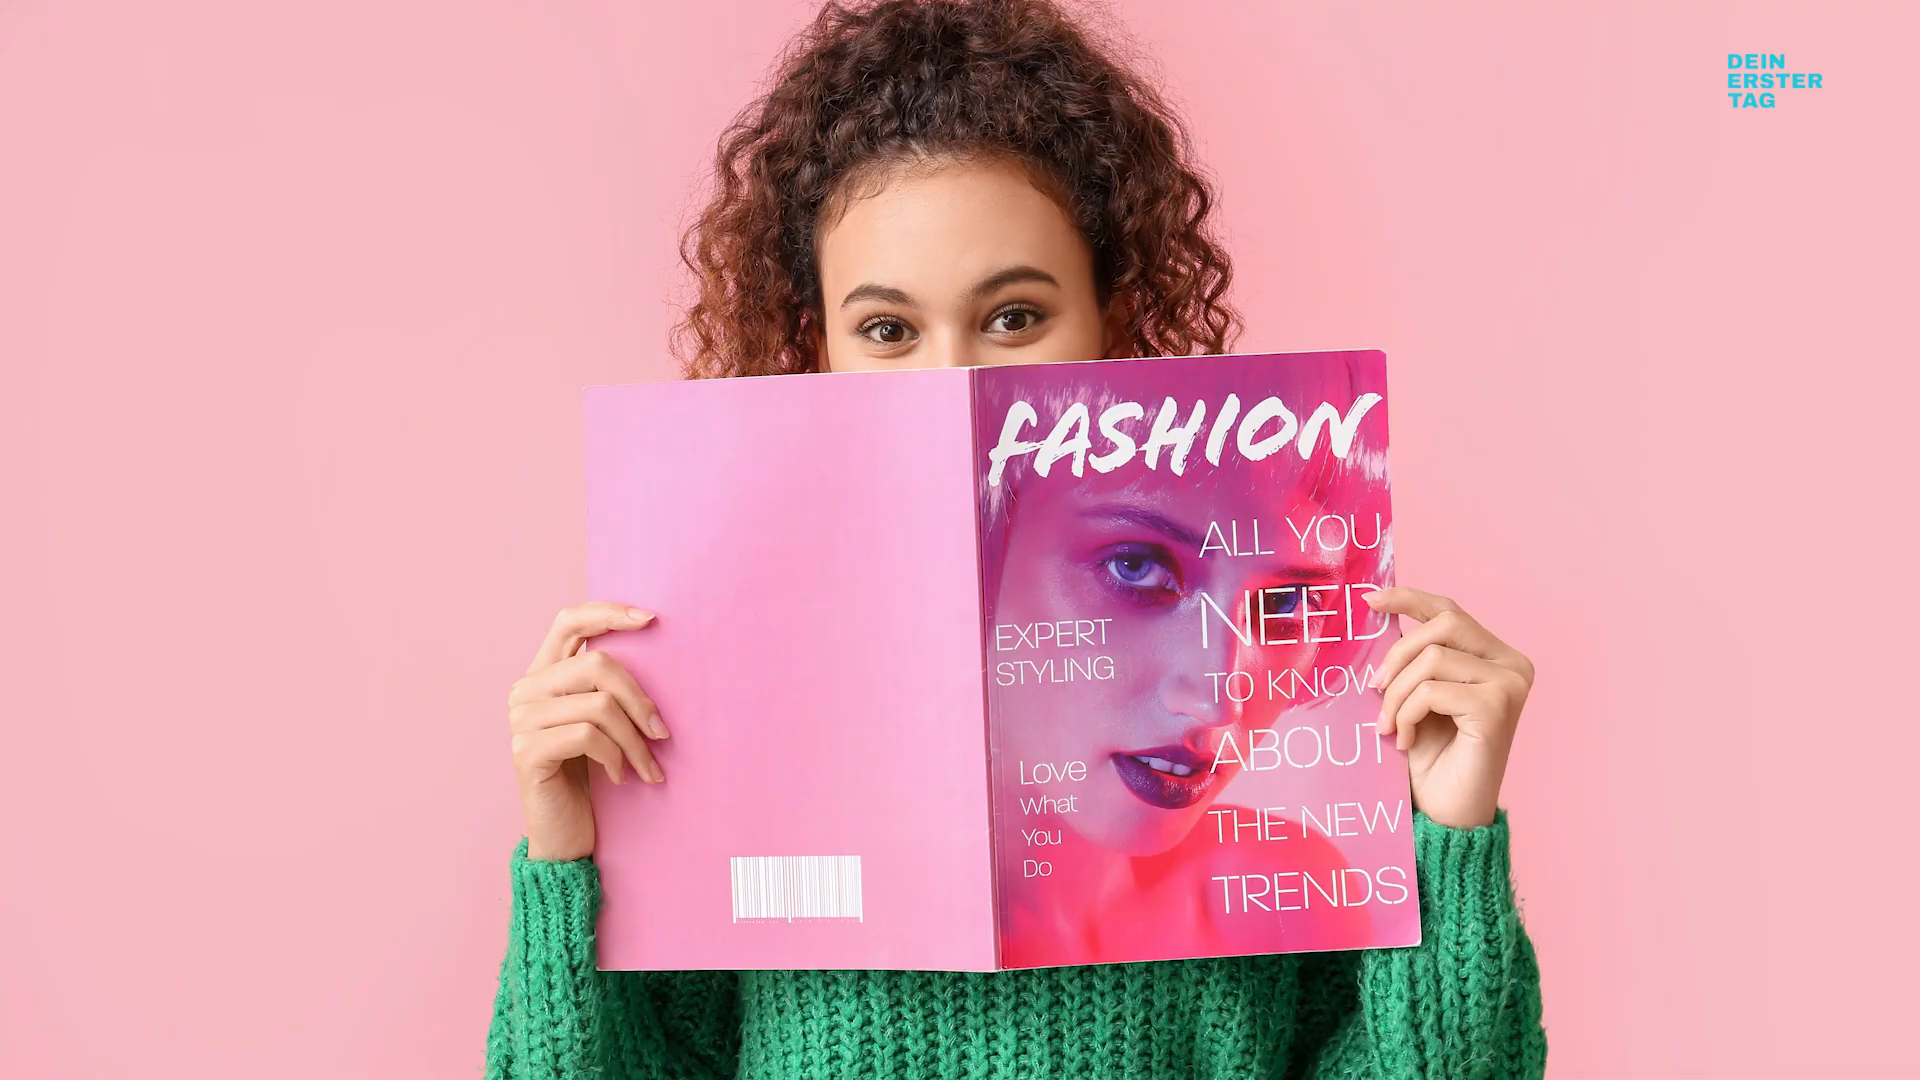 DEIN
ERSTER
TAG
FASHION
ALL YOU
NEED
TO KNOW
ABOUT
THE NEW
TRENDS
EXPERT
STYLING
Love
What
You
Do